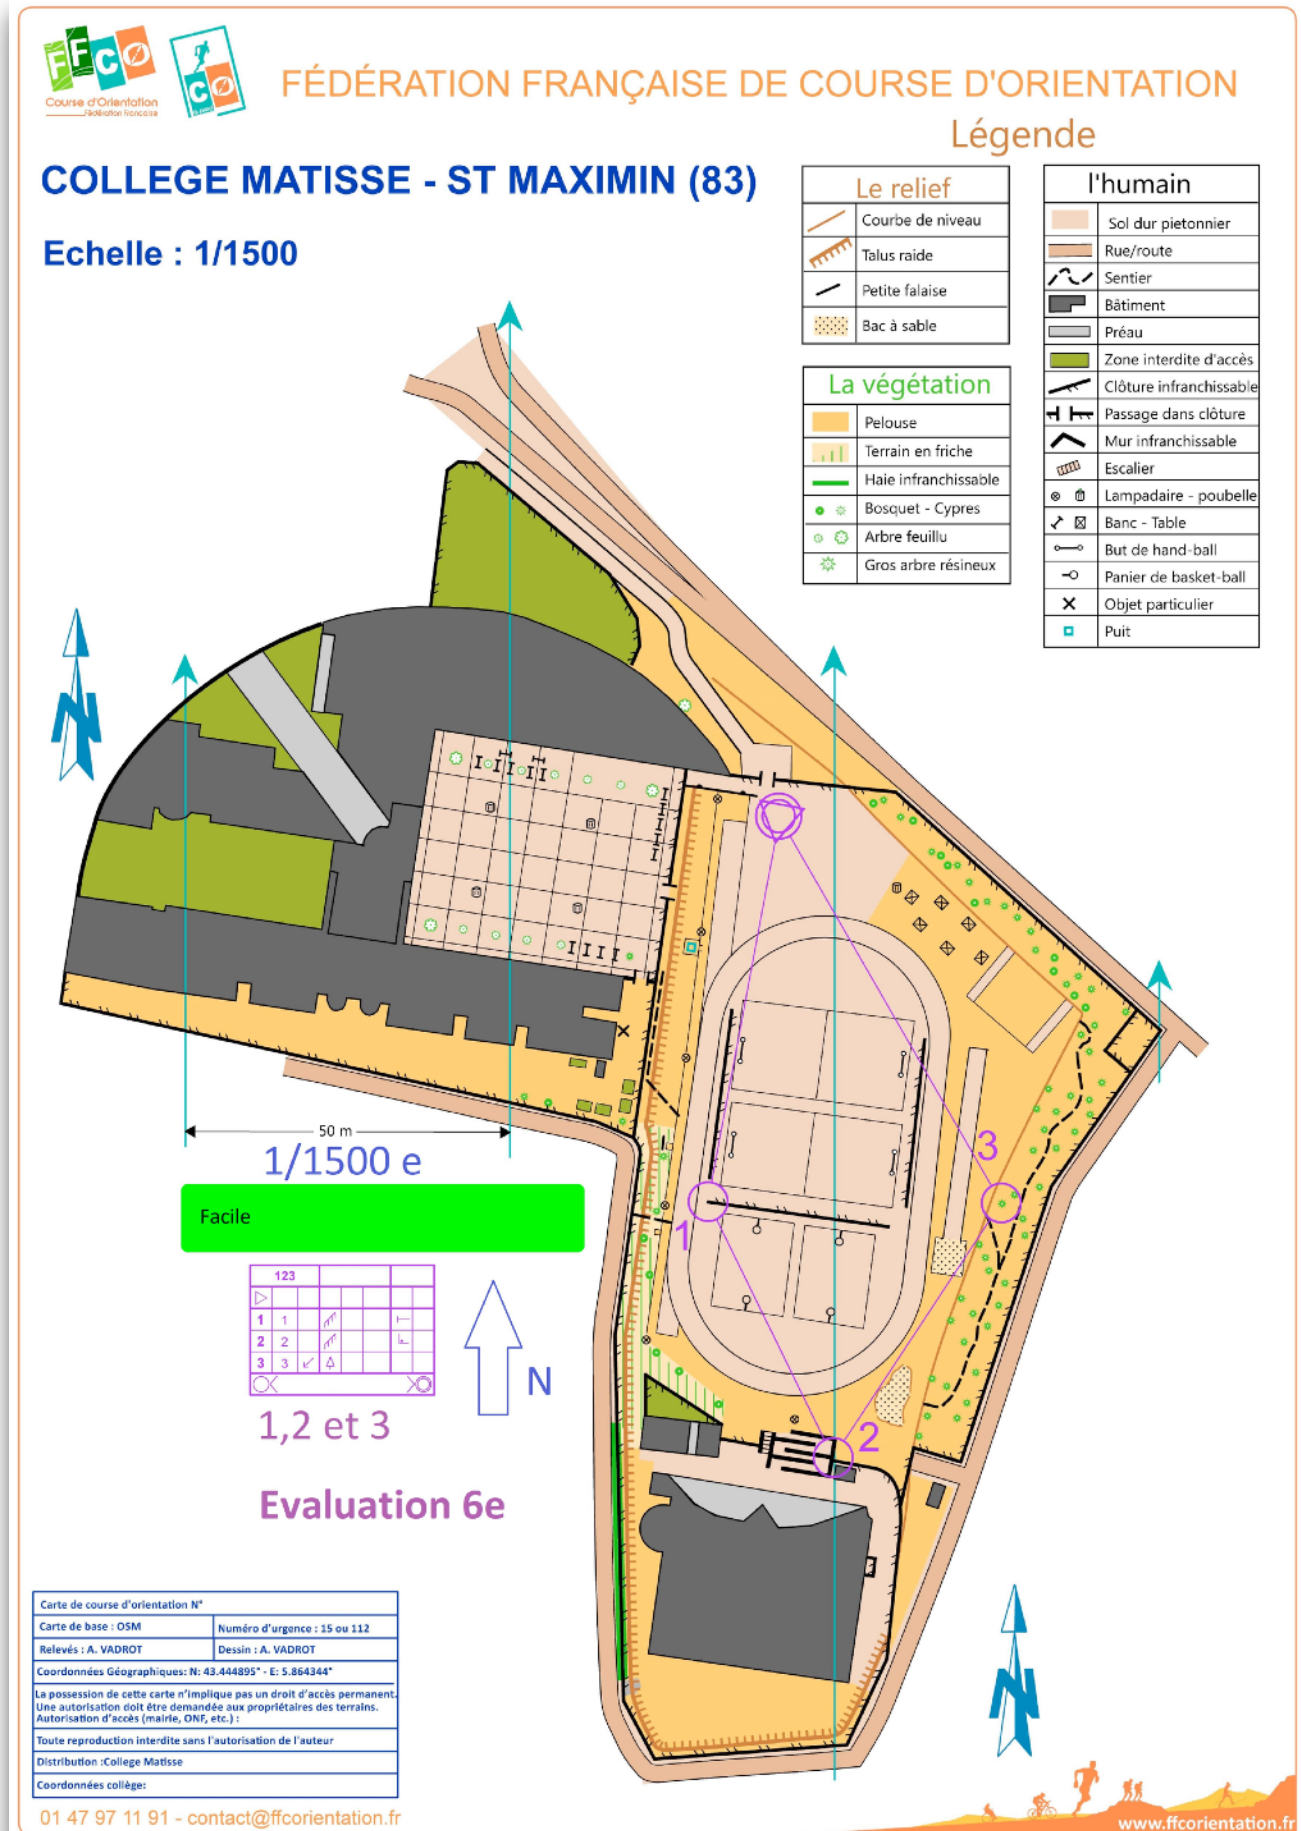 FFCO
Course d'Orientation
Fédération Française
CO
FÉDÉRATION FRANÇAISE DE COURSE D'ORIENTATION
Légende
COLLEGE MATISSE - ST MAXIMIN (83)
Echelle : 1/1500
Le relief
Courbe de niveau
Talus raide
Petite falaise
Bac à sable
La végétation
Pelouse
Terrain en friche
Haie infranchissable
Bosquet - Cypres
Arbre feuillu
Gros arbre résineux
l'humain
Sol dur pietonnier
Rue/route
Sentier
Bâtiment
Préau
Zone interdite d'accès
Clôture infranchissable
Passage dans clôture
Mur infranchissable
Escalier
Lampadaire - poubelle
Banc - Table
But de hand-ball
Panier de basket-ball
Objet particulier
Puit
N
50 m
1/1500 e
Facile
3
1
2
123
1 1
2 2
3 3
N
1,2 et 3
Evaluation 6e
N
Carte de course d'orientation N°
Carte de base : OSM
Numéro d'urgence : 15 ou 112
Relevés : A. VADROT
Dessin : A. VADROT
Coordonnées Géographiques: N: 43.444895° - E: 5.864344°
La possession de cette carte n'implique pas un droit d'accès permanent.
Une autorisation doit être demandée aux propriétaires des terrains.
Autorisation d'accès (mairie, ONF, etc.) :
Toute reproduction interdite sans l'autorisation de l'auteur
Distribution :College Matisse
Coordonnées collège:
01 47 97 11 91 - contact@ffcorientation.fr
www.ffcorientation.fr